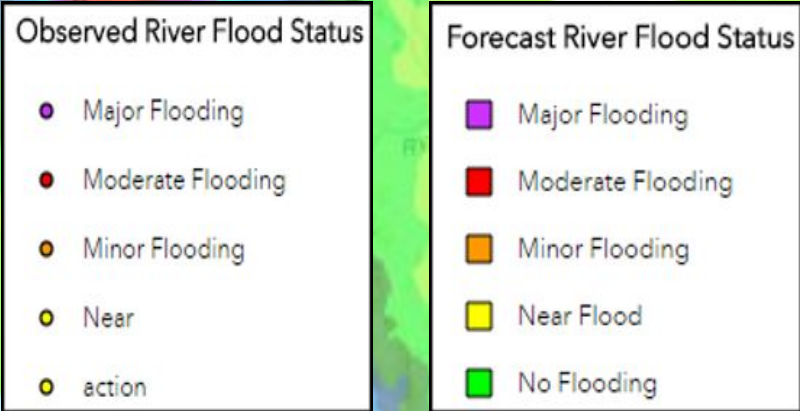 Observed River Flood Status
Major Flooding
Moderate Flooding
Minor Flooding
Near
action
Forecast River Flood Status
Major Flooding
Moderate Flooding
Minor Flooding
Near Flood
No Flooding